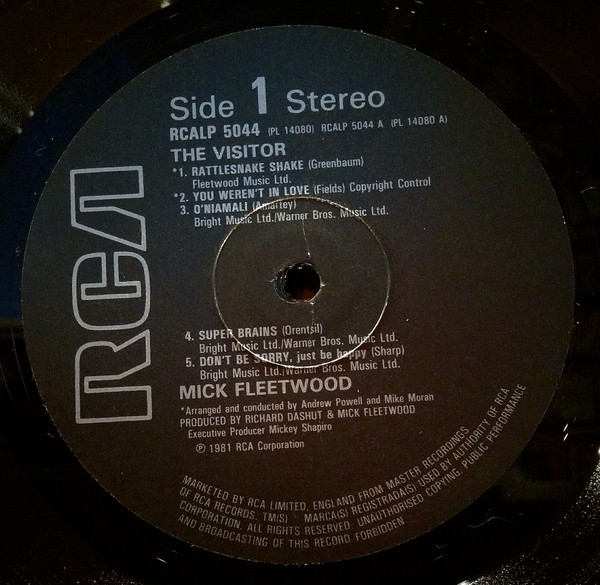 RCA
Side 1 Stereo
RCALP 5044 (PL 14080) RCALP 5044 A (PL 14080 A)
THE VISITOR
*1. RATTLESNAKE SHAKE (Greenbaum)
Fleetwood Music Ltd.
*2. YOU WEREN'T IN LOVE (Fields) Copyright Control
3. O'NIAMALI (Amartey)
Bright Music Ltd./Warner Bros. Music Ltd.
4. SUPER BRAINS (Orentsil)
Bright Music Ltd./Warner Bros. Music Ltd.
5. DON'T BE SORRY, just be happy (Sharp)
Bright Music Ltd./Warner Bros. Music Ltd.
MICK FLEETWOOD
*Arranged and conducted by Andrew Powell and Mike Moran
PRODUCED BY RICHARD DASHUT & MICK FLEETWOOD
Executive Producer Mickey Shapiro
℗ 1981 RCA Corporation
MARKETED BY RCA LIMITED, ENGLAND FROM MASTER RECORDINGS
OF RCA RECORDS, TM(S) MARCA(S) REGISTRADA(S) USED BY AUTHORITY OF RCA
CORPORATION. ALL RIGHTS RESERVED. UNAUTHORISED COPYING, PUBLIC PERFORMANCE
AND BROADCASTING OF THIS RECORD FORBIDDEN